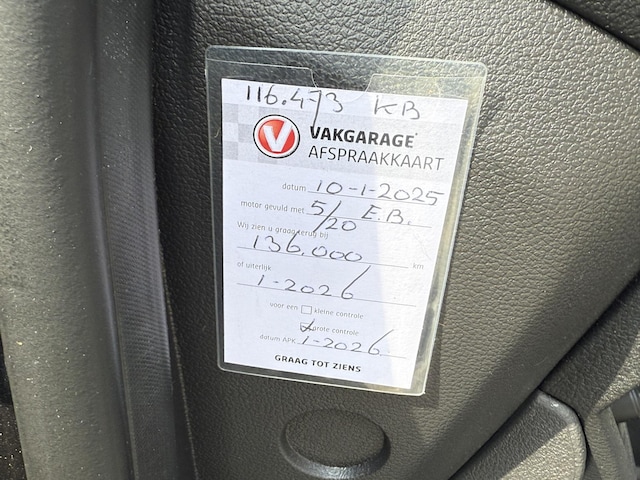 116.473 KB
V VAKGARAGE
AFSPRAAKKAART
datum 10-1-2025
motor gevuld met 5/20 E.B.
Wij zien u graag terug bij
136.000 km
of uiterlijk
1-2026
voor een kleine controle
grote controle
datum APK 1-2026
GRAAG TOT ZIENS